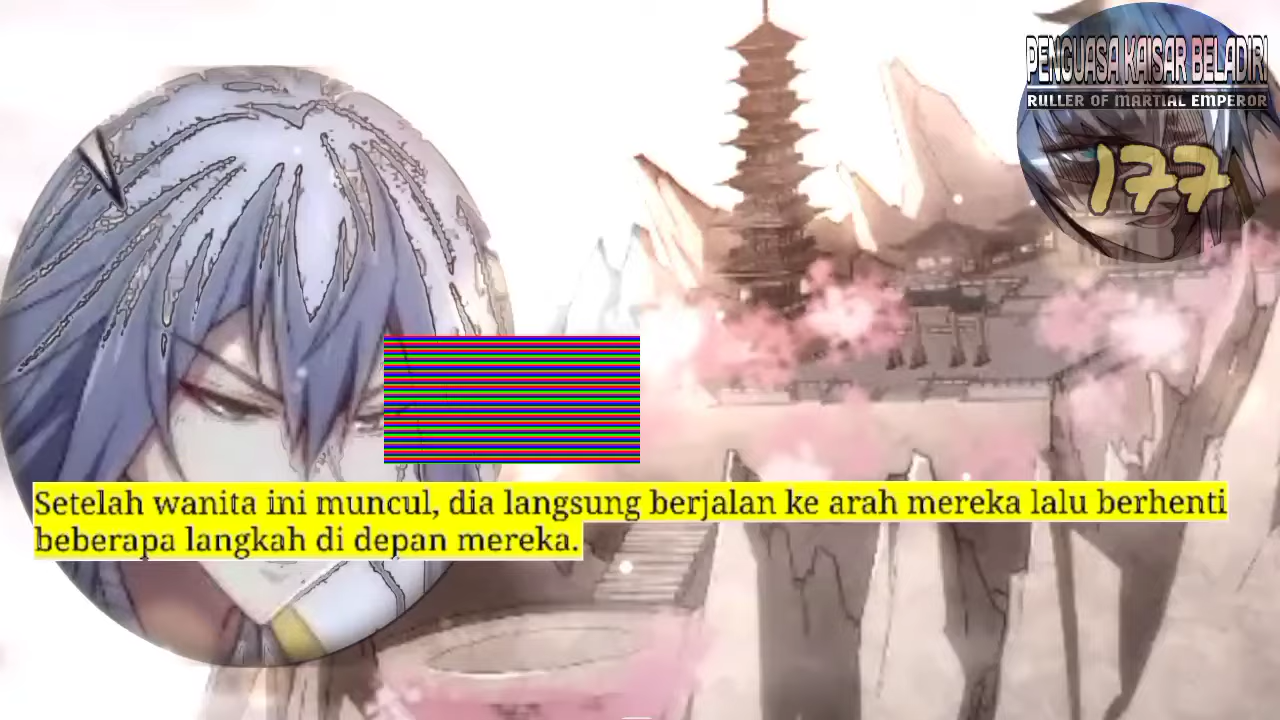 PENGUASA KAISAR BELADIRI
RULLER OF MARTIAL EMPEROR
177
Setelah wanita ini muncul, dia langsung berjalan ke arah mereka lalu berhenti
beberapa langkah di depan mereka.